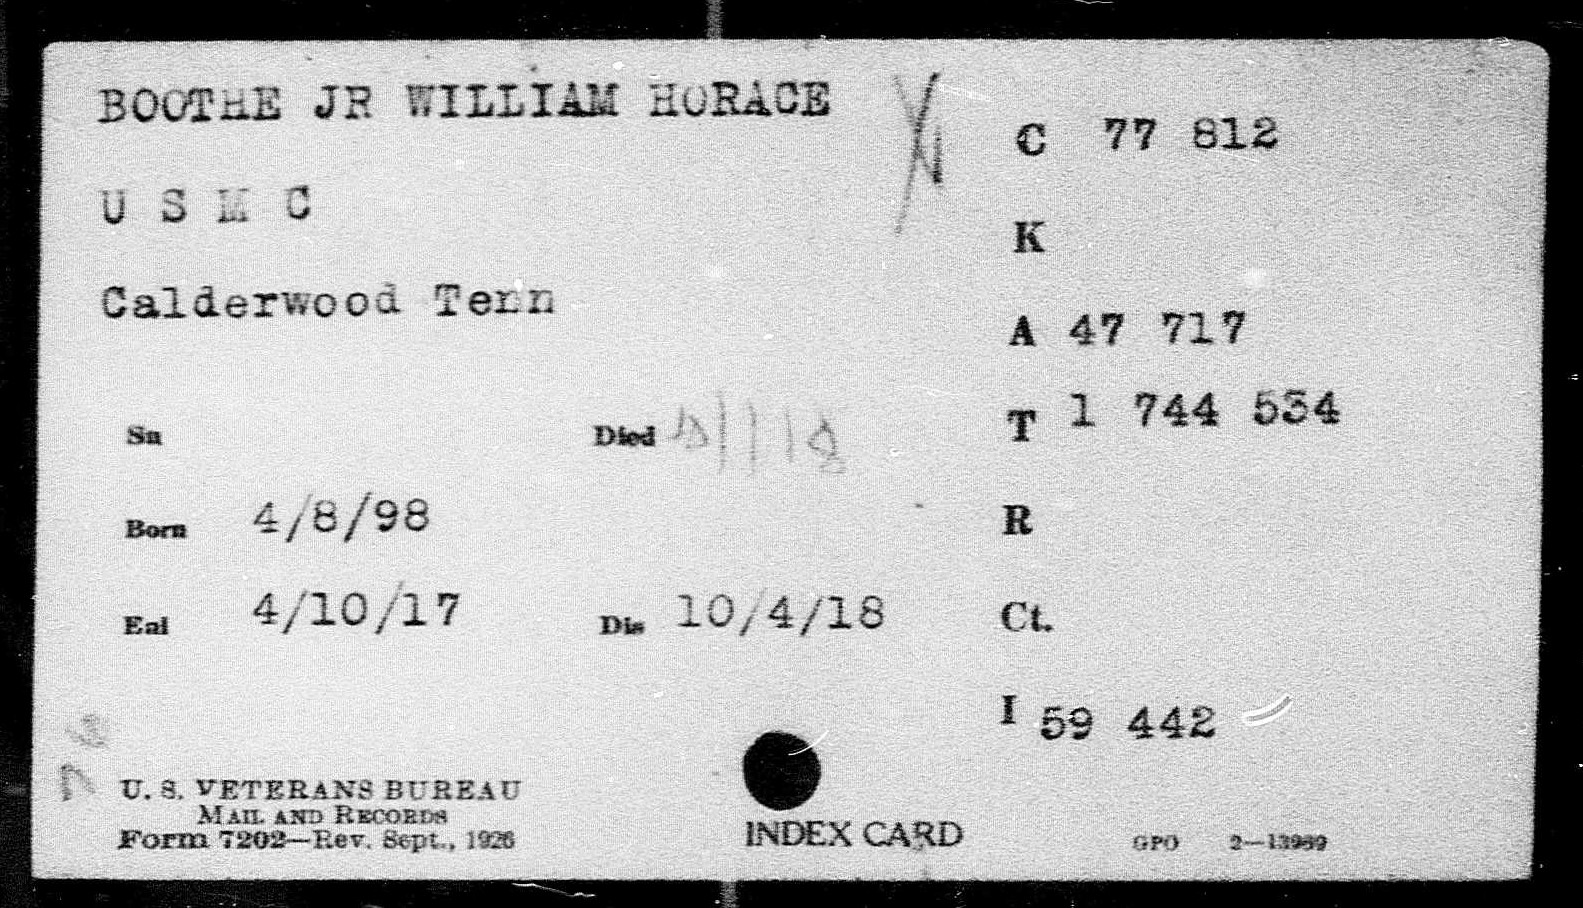 BOOTHE JR WILLIAM HORACE
C 77 812
U S M C
K
Calderwood Tenn
A 47 717
T 1 744 534
Sn
Died
Born 4/8/98
R
Enl 4/10/17
Dis 10/4/18
Ct.
I 59 442
U. S. VETERANS BUREAU
MAIL AND RECORDS
Form 7202—Rev. Sept., 1926
INDEX CARD
GPO 2—13969